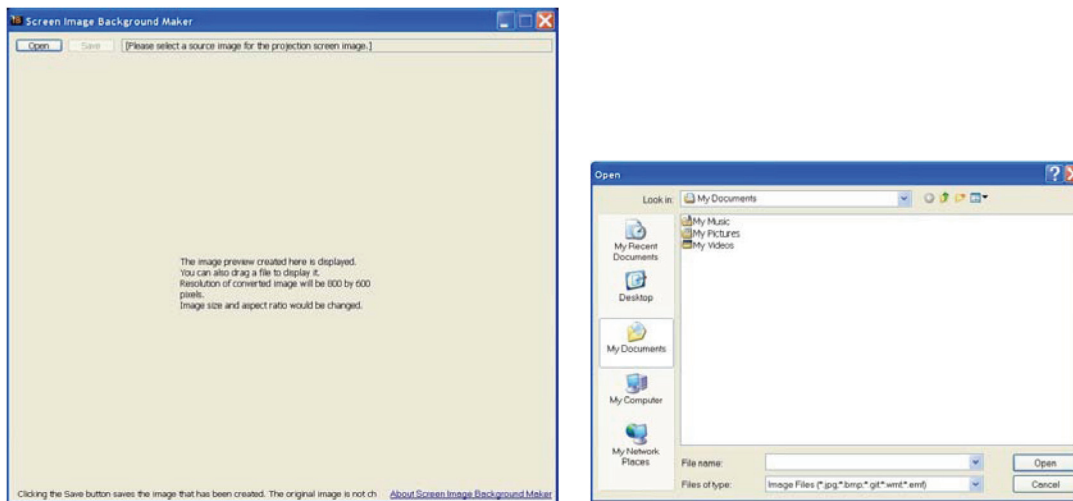 Screen Image Background Maker
Open Save [Please select a source image for the projection screen image.]
The image preview created here is displayed.
You can also drag a file to display it.
Resolution of converted image will be 800 by 600
pixels.
Image size and aspect ratio would be changed.
Clicking the Save button saves the image that has been created. The original image is not ch About Screen Image Background Maker
Open
Look in: My Documents
My Recent
Documents
Desktop
My Documents
My Computer
My Network
Places
My Music
My Pictures
My Videos
File name: Open
Files of type: Image Files (*.jpg;*.bmp;*.gif;*.wmf;*.emf) Cancel